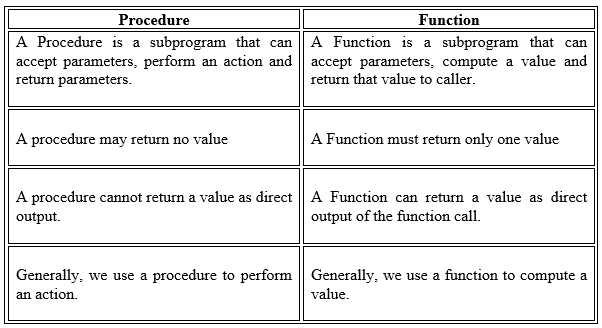 Procedure
Function
A Procedure is a subprogram that can
accept parameters, perform an action and
return parameters.
A Function is a subprogram that can
accept parameters, compute a value and
return that value to caller.
A procedure may return no value
A Function must return only one value
A procedure cannot return a value as direct
output.
A Function can return a value as direct
output of the function call.
Generally, we use a procedure to perform
an action.
Generally, we use a function to compute a
value.